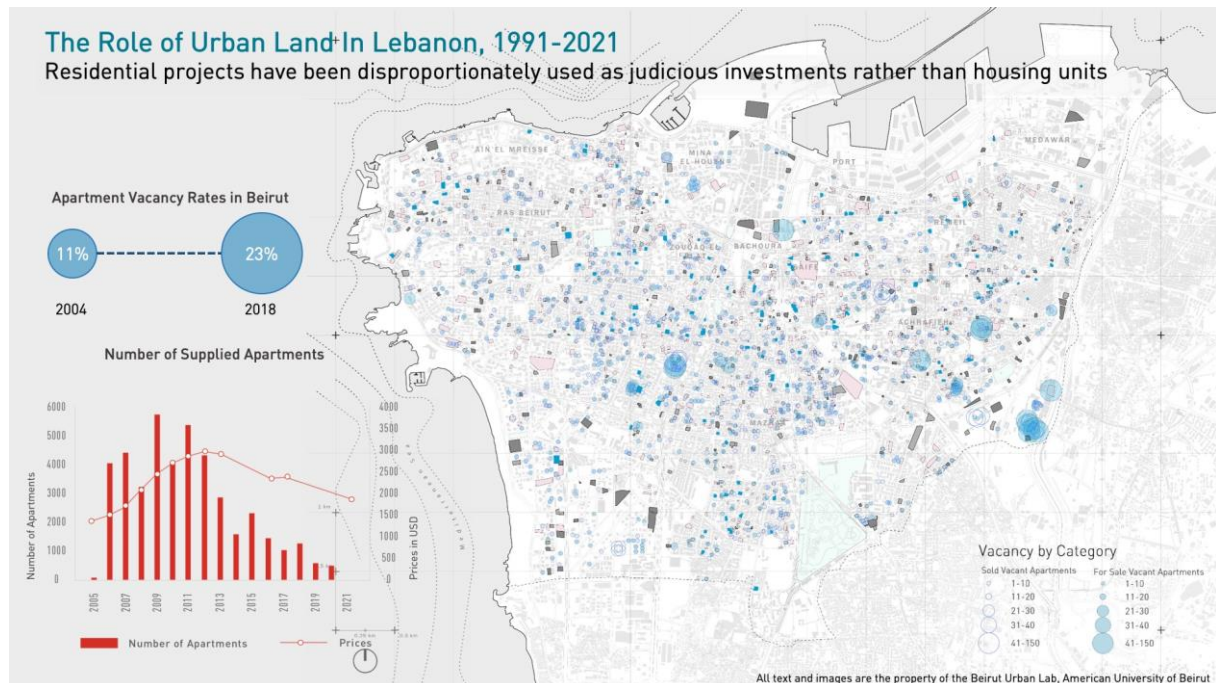 The Role of Urban Land In Lebanon, 1991-2021
Residential projects have been disproportionately used as judicious investments rather than housing units
AIN EL MREISSE
MINA
EL-HOUSN
PORT
MEDAWAR
RAS BEIRUT
BACHOURA
SAIFI
RMEIL
ACHRAFIEH
MAZRAA
Apartment Vacancy Rates in Beirut
11%
23%
2004
2018
Number of Supplied Apartments
6000
5000
4000
3000
2000
1000
0
Number of Apartments
4000
3500
3000
2500
2000
1500
1000
500
0
Prices in USD
2005
2007
2009
2011
2013
2015
2017
2019
2021
Number of Apartments
Prices
Vacancy by Category
Sold Vacant Apartments
1-10
11-20
21-30
31-40
41-150
For Sale Vacant Apartments
1-10
11-20
21-30
31-40
41-150
All text and images are the property of the Beirut Urban Lab, American University of Beirut